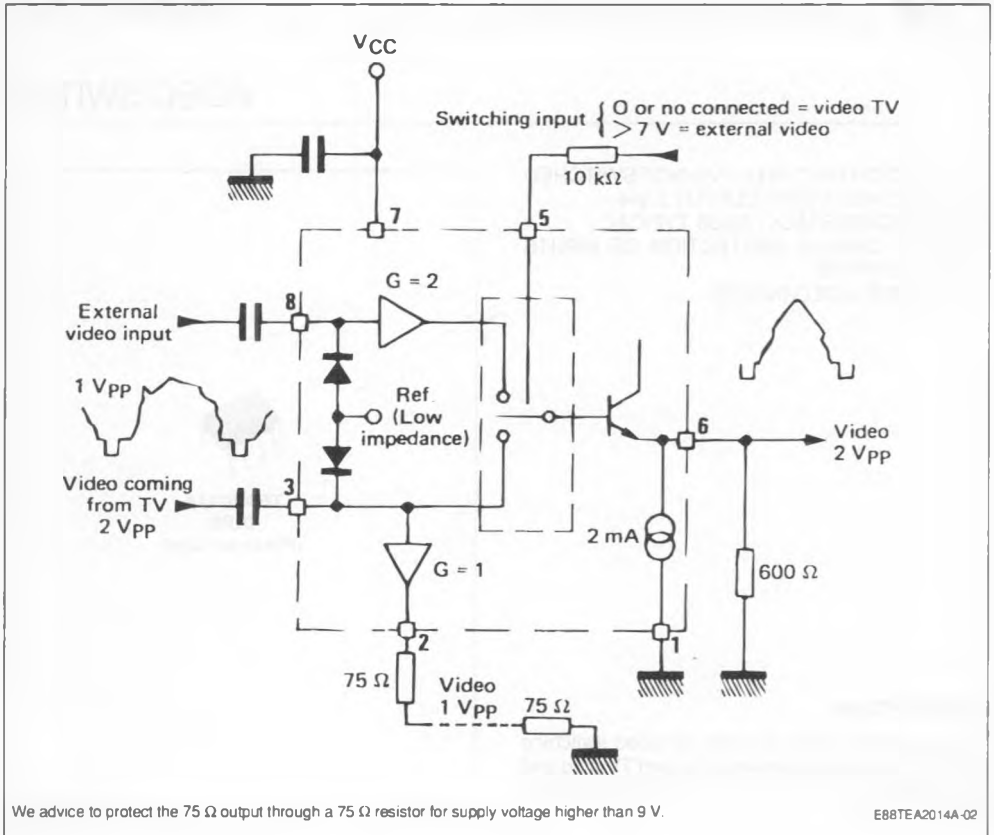 VCC
Switching input { 0 or no connected = video TV
> 7 V = external video
10 kΩ
7
5
G = 2
8
External
video input
1 VPP
Ref.
(Low
impedance)
6
Video
2 VPP
3
Video coming
from TV
2 VPP
2 mA
600 Ω
G = 1
2
1
75 Ω
Video
1 VPP
75 Ω
We advice to protect the 75 Ω output through a 75 Ω resistor for supply voltage higher than 9 V.
E88TEA2014A-02